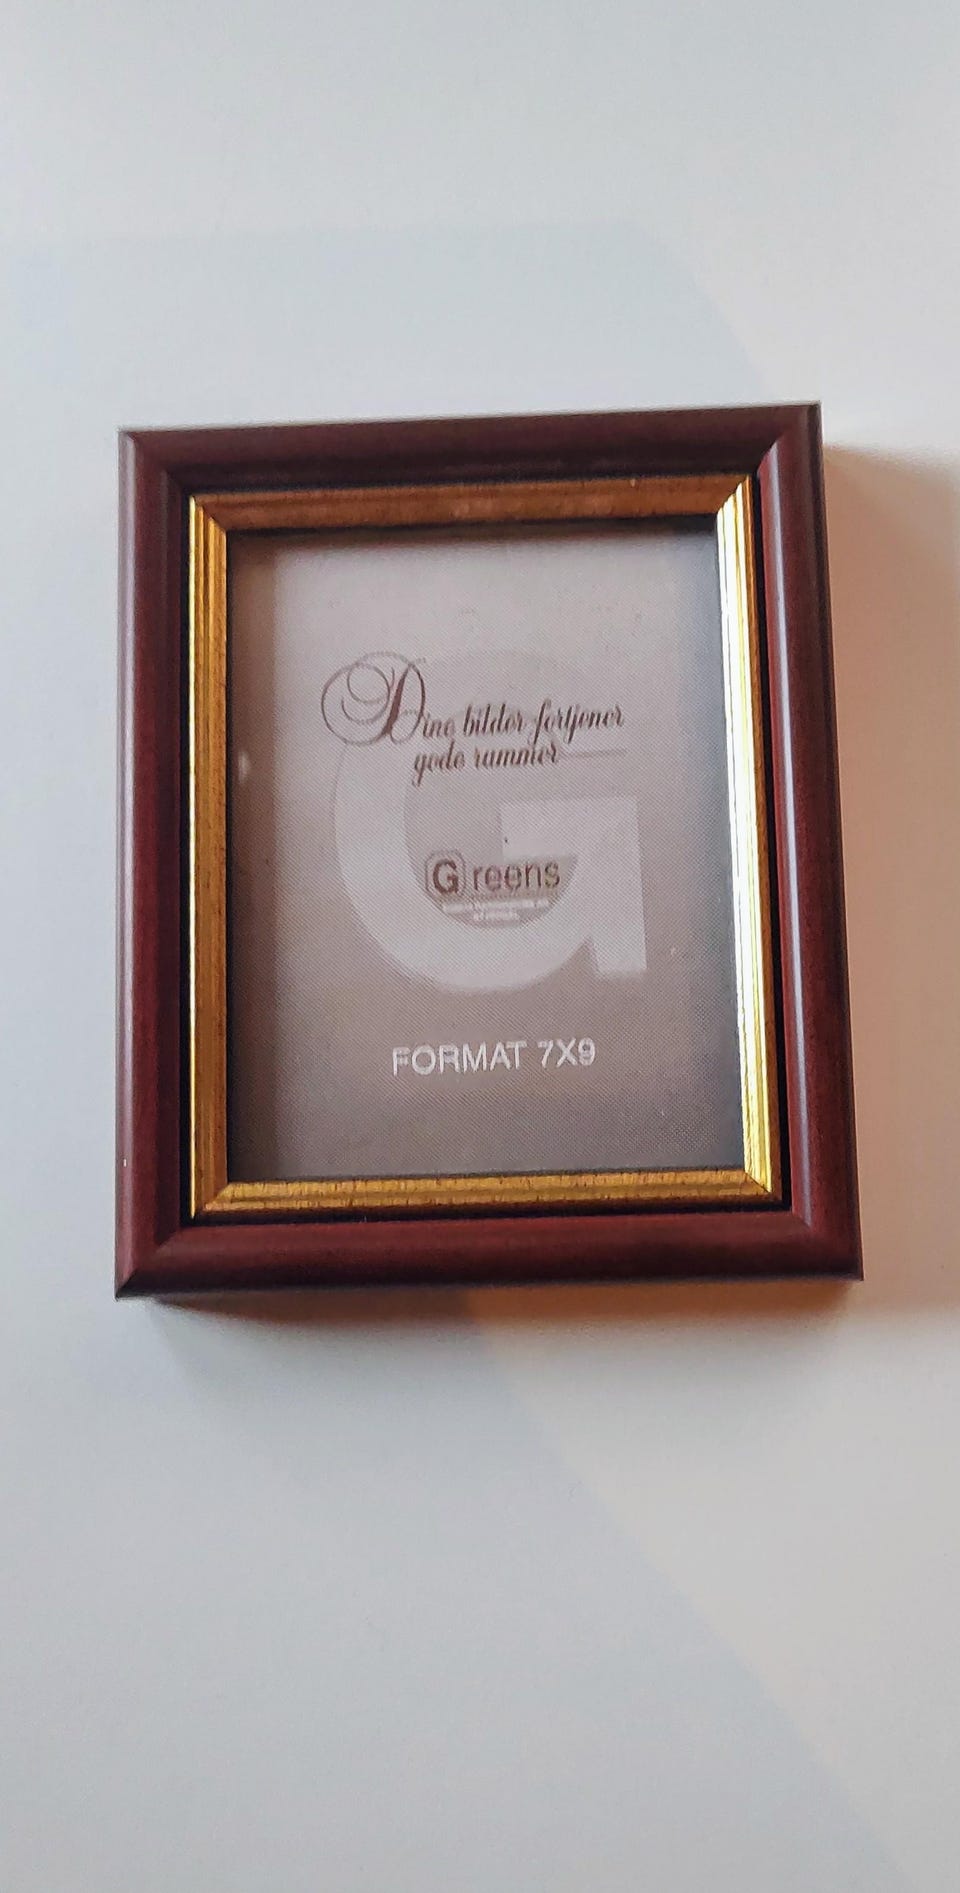 Dine bilder fortjener
gode rammer
Greens
FORMAT 7X9